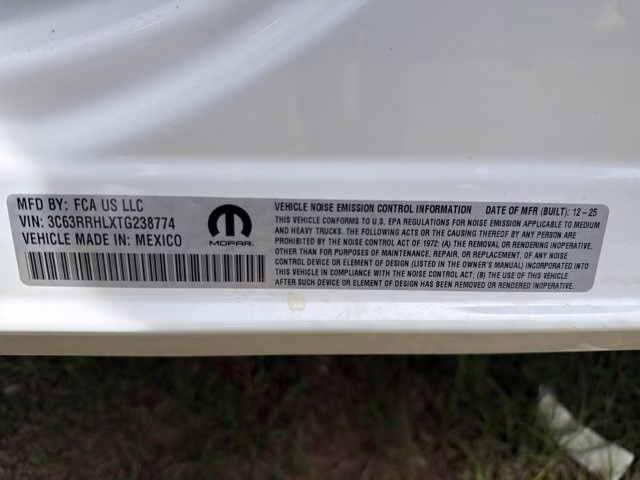 MFD BY: FCA US LLC
VIN: 3C63RRHLXTG238774
VEHICLE MADE IN: MEXICO
MOPAR
VEHICLE NOISE EMISSION CONTROL INFORMATION DATE OF MFR (BUILT): 12-25
THIS VEHICLE CONFORMS TO U.S. EPA REGULATIONS FOR NOISE EMISSION APPLICABLE TO MEDIUM
AND HEAVY TRUCKS. THE FOLLOWING ACTS OR THE CAUSING THEREOF BY ANY PERSON ARE
PROHIBITED BY THE NOISE CONTROL ACT OF 1972: (A) THE REMOVAL OR RENDERING INOPERATIVE,
OTHER THAN FOR PURPOSES OF MAINTENANCE, REPAIR, OR REPLACEMENT, OF ANY NOISE
CONTROL DEVICE OR ELEMENT OF DESIGN (LISTED IN THE OWNER'S MANUAL) INCORPORATED INTO
THIS VEHICLE IN COMPLIANCE WITH THE NOISE CONTROL ACT; (B) THE USE OF THIS VEHICLE
AFTER SUCH DEVICE OR ELEMENT OF DESIGN HAS BEEN REMOVED OR RENDERED INOPERATIVE.